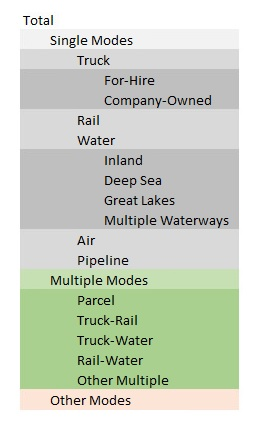 Total
Single Modes
Truck
For-Hire
Company-Owned
Rail
Water
Inland
Deep Sea
Great Lakes
Multiple Waterways
Air
Pipeline
Multiple Modes
Parcel
Truck-Rail
Truck-Water
Rail-Water
Other Multiple
Other Modes